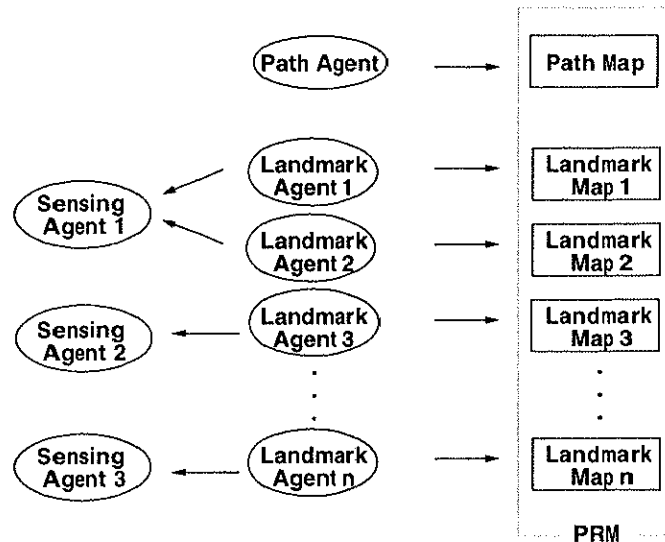 Path Agent
Path Map
Landmark
Agent 1
Landmark
Map 1
Sensing
Agent 1
Landmark
Agent 2
Landmark
Map 2
Sensing
Agent 2
Landmark
Agent 3
Landmark
Map 3
Sensing
Agent 3
Landmark
Agent n
Landmark
Map n
PRM